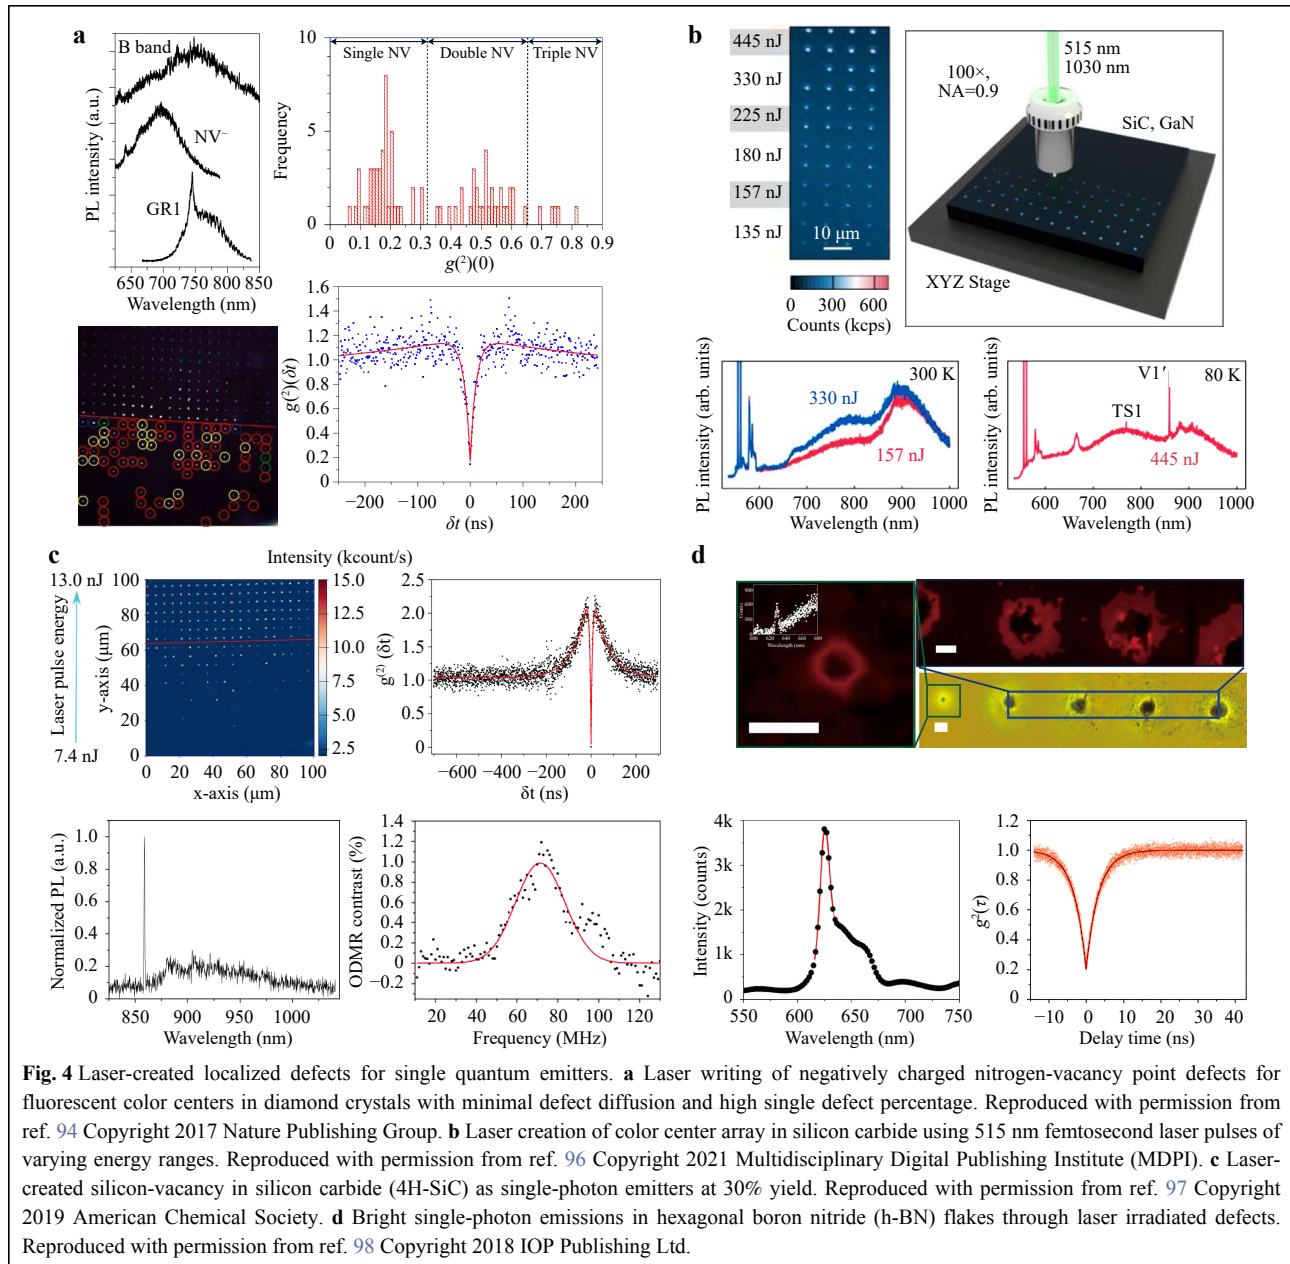 a
B band
NV⁻
GR1
PL intensity (a.u.)
650 700 750 800 850
Wavelength (nm)
Single NV Double NV Triple NV
10
5
0
Frequency
0 0.1 0.2 0.3 0.4 0.5 0.6 0.7 0.8 0.9
g(²)(0)
1.6
1.4
1.2
1.0
0.8
0.6
0.4
0.2
0
g(²)(δt)
−200 −100 0 100 200
δt (ns)
b
445 nJ
330 nJ
225 nJ
180 nJ
157 nJ
135 nJ
10 μm
0 300 600
Counts (kcps)
515 nm
1030 nm
100×,
NA=0.9
SiC, GaN
XYZ Stage
PL intensity (arb. units)
300 K
330 nJ
157 nJ
600 700 800 900 1000
Wavelength (nm)
PL intensity (arb. units)
80 K
V1′
TS1
445 nJ
600 700 800 900 1000
Wavelength (nm)
c
Intensity (kcount/s)
13.0 nJ
Laser pulse energy
7.4 nJ
100
80
60
40
20
0
y-axis (μm)
0 20 40 60 80 100
x-axis (μm)
15.0
12.5
10.0
7.5
5.0
2.5
2.5
2.0
1.5
1.0
0
g⁽²⁾ (δt)
−600 −400 −200 0 200
δt (ns)
Normalized PL (a.u.)
1.0
0.8
0.6
0.4
0.2
0
850 900 950 1000
Wavelength (nm)
ODMR contrast (%)
1.4
1.2
1.0
0.8
0.6
0.4
0.2
0
−0.2
20 40 60 80 100 120
Frequency (MHz)
d
Counts
900
600
300
600 620 640 660 680
Wavelength (nm)
Intensity (counts)
4k
3k
2k
1k
0
550 600 650 700 750
Wavelength (nm)
g²(τ)
1.2
1.0
0.8
0.6
0.4
0.2
0
−10 0 10 20 30 40
Delay time (ns)
Fig. 4 Laser-created localized defects for single quantum emitters. a Laser writing of negatively charged nitrogen-vacancy point defects for
fluorescent color centers in diamond crystals with minimal defect diffusion and high single defect percentage. Reproduced with permission from
ref. 94 Copyright 2017 Nature Publishing Group. b Laser creation of color center array in silicon carbide using 515 nm femtosecond laser pulses of
varying energy ranges. Reproduced with permission from ref. 96 Copyright 2021 Multidisciplinary Digital Publishing Institute (MDPI). c Laser-
created silicon-vacancy in silicon carbide (4H-SiC) as single-photon emitters at 30% yield. Reproduced with permission from ref. 97 Copyright
2019 American Chemical Society. d Bright single-photon emissions in hexagonal boron nitride (h-BN) flakes through laser irradiated defects.
Reproduced with permission from ref. 98 Copyright 2018 IOP Publishing Ltd.